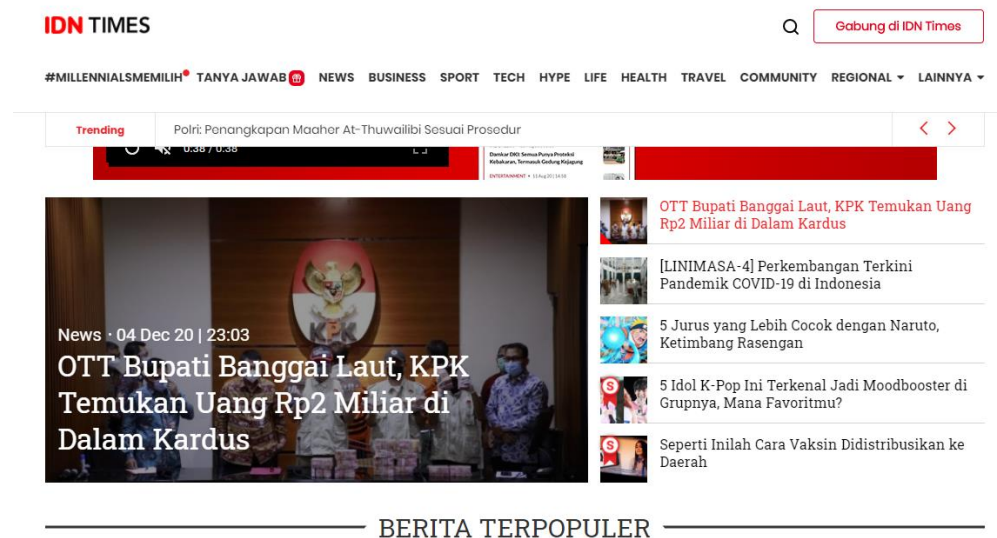 IDN TIMES
Gabung di IDN Times
#MILLENNIALSMEMILIH TANYA JAWAB NEWS BUSINESS SPORT TECH HYPE LIFE HEALTH TRAVEL COMMUNITY REGIONAL LAINNYA
Trending Polri: Penangkapan Maaher At-Thuwailibi Sesuai Prosedur
0:38 / 0:38
Damkar DKI: Semua Punya Proteksi
Kebakaran, Termasuk Gedung Kejagung
KPK
News · 04 Dec 20 | 23:03
OTT Bupati Banggai Laut, KPK
Temukan Uang Rp2 Miliar di
Dalam Kardus
OTT Bupati Banggai Laut, KPK Temukan Uang
Rp2 Miliar di Dalam Kardus
[LINIMASA-4] Perkembangan Terkini
Pandemik COVID-19 di Indonesia
5 Jurus yang Lebih Cocok dengan Naruto,
Ketimbang Rasengan
S
5 Idol K-Pop Ini Terkenal Jadi Moodbooster di
Grupnya, Mana Favoritmu?
S
Seperti Inilah Cara Vaksin Didistribusikan ke
Daerah
BERITA TERPOPULER